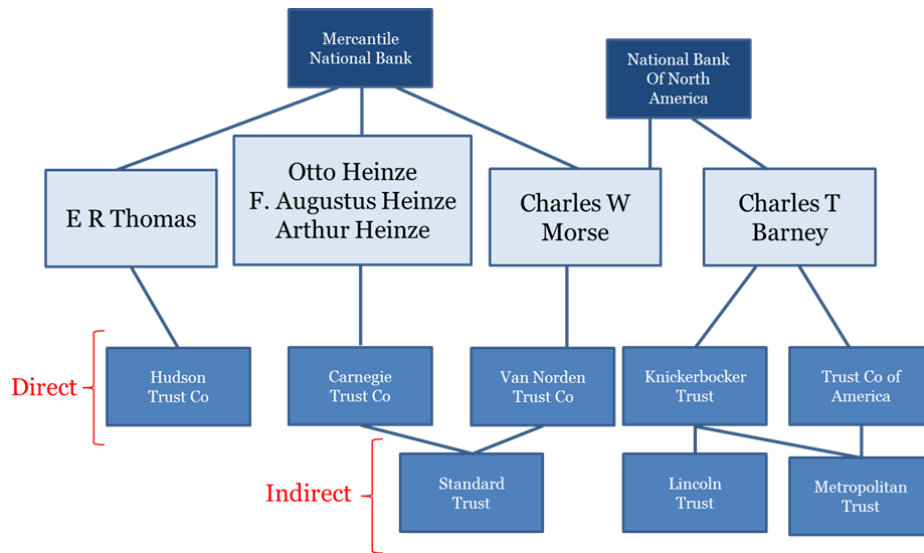 Mercantile
National Bank
National Bank
Of North
America
E R Thomas
Otto Heinze
F. Augustus Heinze
Arthur Heinze
Charles W
Morse
Charles T
Barney
Direct
Hudson
Trust Co
Carnegie
Trust Co
Van Norden
Trust Co
Knickerbocker
Trust
Trust Co of
America
Indirect
Standard
Trust
Lincoln
Trust
Metropolitan
Trust